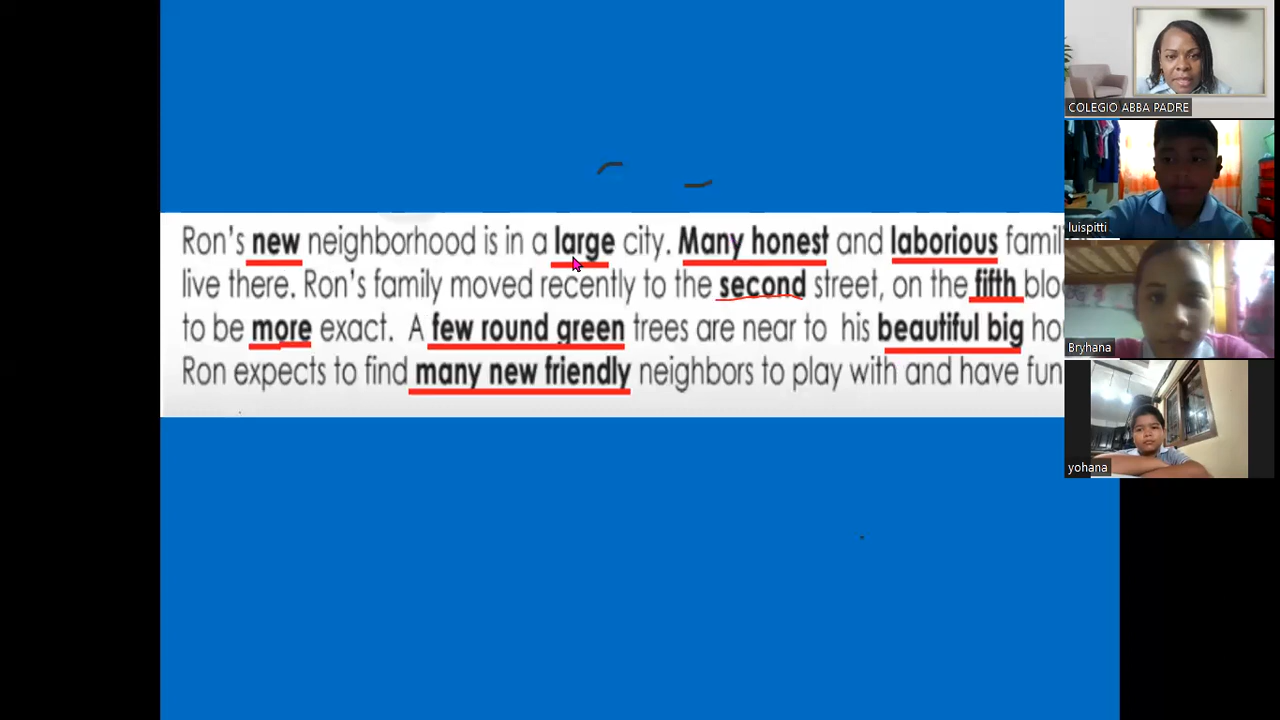 Ron's new neighborhood is in a large city. Many honest and laborious
live there. Ron's family moved recently to the second street, on the fifth
to be more exact. A few round green trees are near to his beautiful big
Ron expects to find many new friendly neighbors to play with and have fun
COLEGIO ABBA PADRE
luispitti
Bryhana
yohana